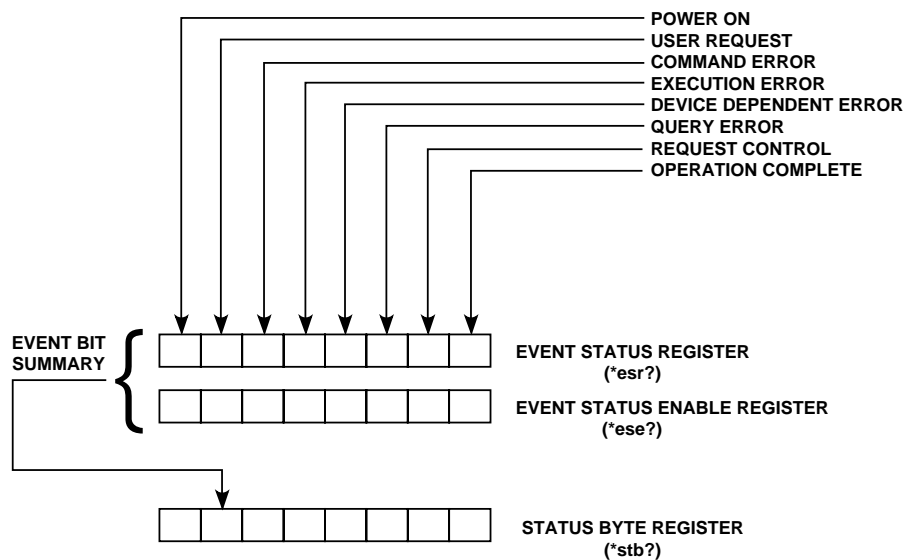 POWER ON
USER REQUEST
COMMAND ERROR
EXECUTION ERROR
DEVICE DEPENDENT ERROR
QUERY ERROR
REQUEST CONTROL
OPERATION COMPLETE
EVENT BIT
SUMMARY
EVENT STATUS REGISTER
(*esr?)
EVENT STATUS ENABLE REGISTER
(*ese?)
STATUS BYTE REGISTER
(*stb?)